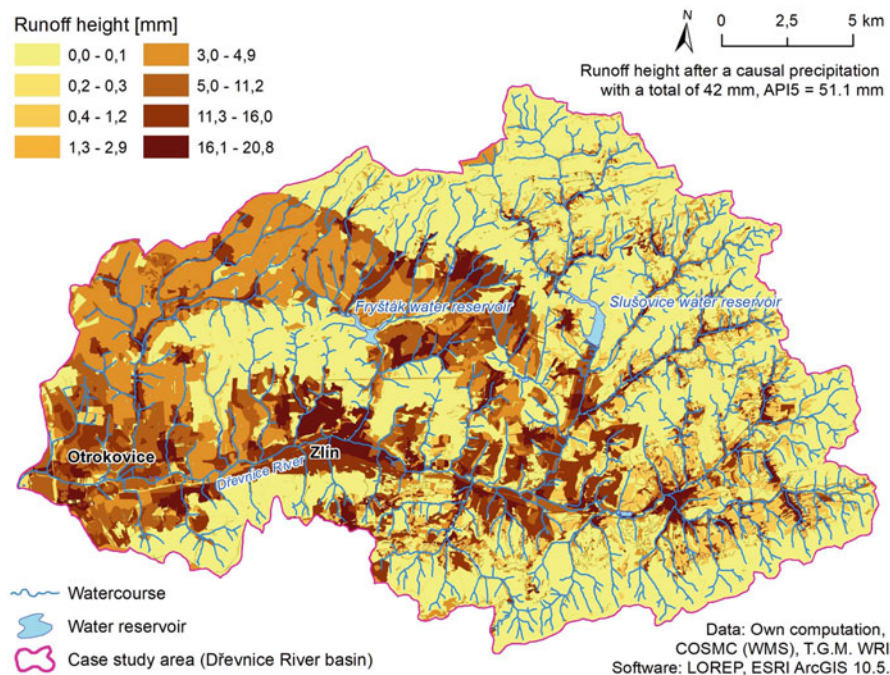 Runoff height [mm]
0,0 - 0,1
0,2 - 0,3
0,4 - 1,2
1,3 - 2,9
3,0 - 4,9
5,0 - 11,2
11,3 - 16,0
16,1 - 20,8
N
0 2,5 5 km
Runoff height after a causal precipitation
with a total of 42 mm, API5 = 51.1 mm
Fryšták water reservoir
Slušovice water reservoir
Otrokovice
Zlín
Dřevnice River
Watercourse
Water reservoir
Case study area (Dřevnice River basin)
Data: Own computation,
COSMC (WMS), T.G.M. WRI
Software: LOREP, ESRI ArcGIS 10.5.